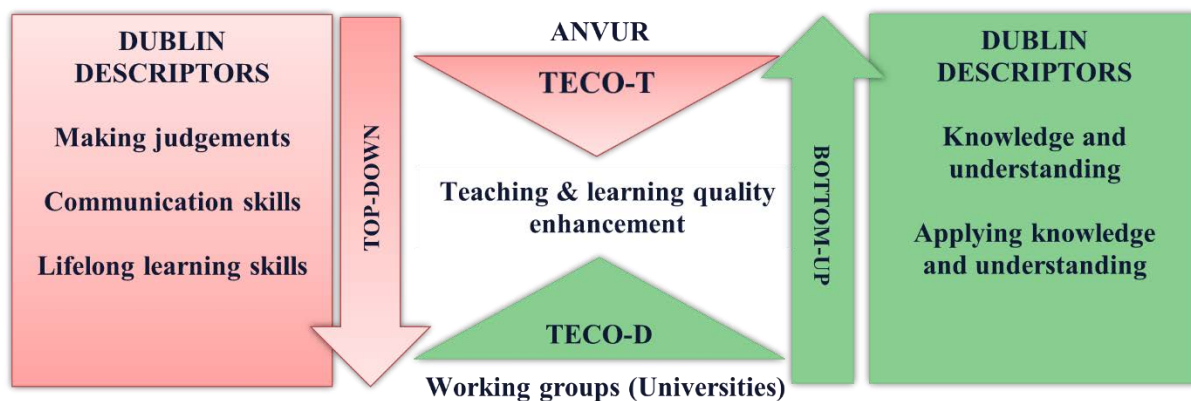 DUBLIN
DESCRIPTORS
Making judgements
Communication skills
Lifelong learning skills
TOP-DOWN
ANVUR
TECO-T
Teaching & learning quality
enhancement
TECO-D
Working groups (Universities)
BOTTOM-UP
DUBLIN
DESCRIPTORS
Knowledge and
understanding
Applying knowledge
and understanding